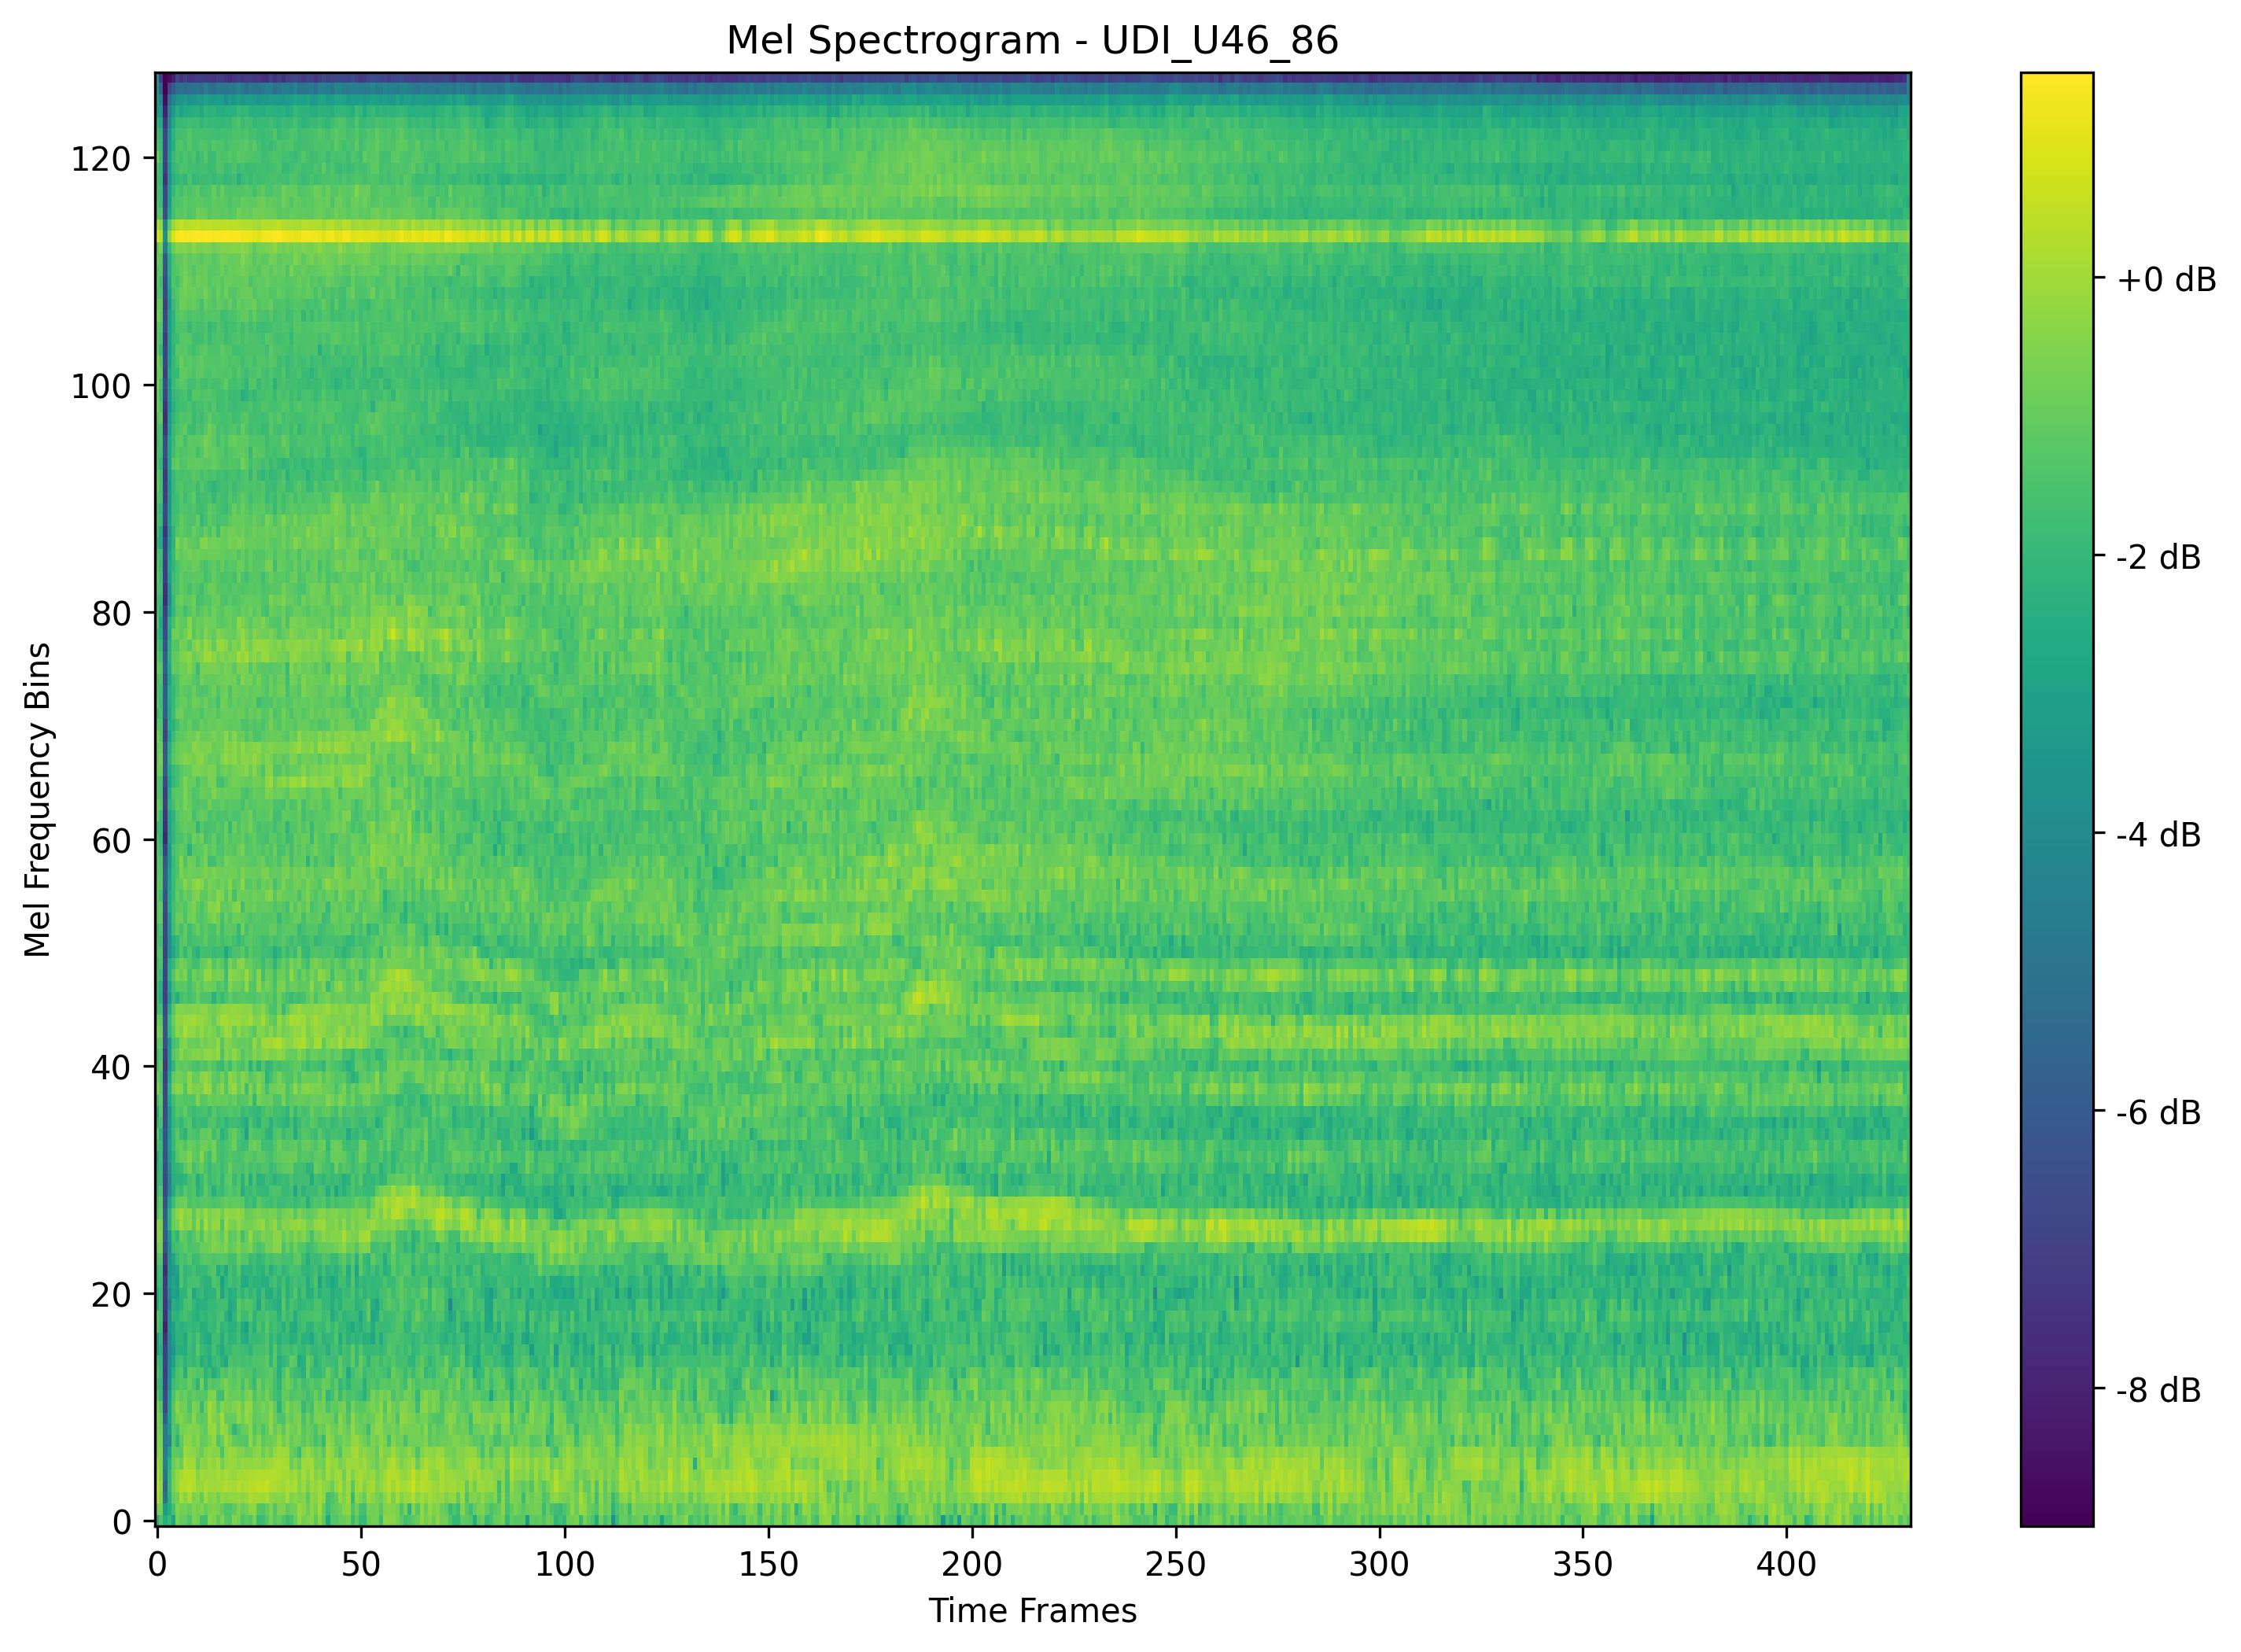 Mel Spectrogram - UDI_U46_86
Mel Frequency Bins
120
100
80
60
40
20
0
0 50 100 150 200 250 300 350 400
Time Frames
+0 dB
-2 dB
-4 dB
-6 dB
-8 dB